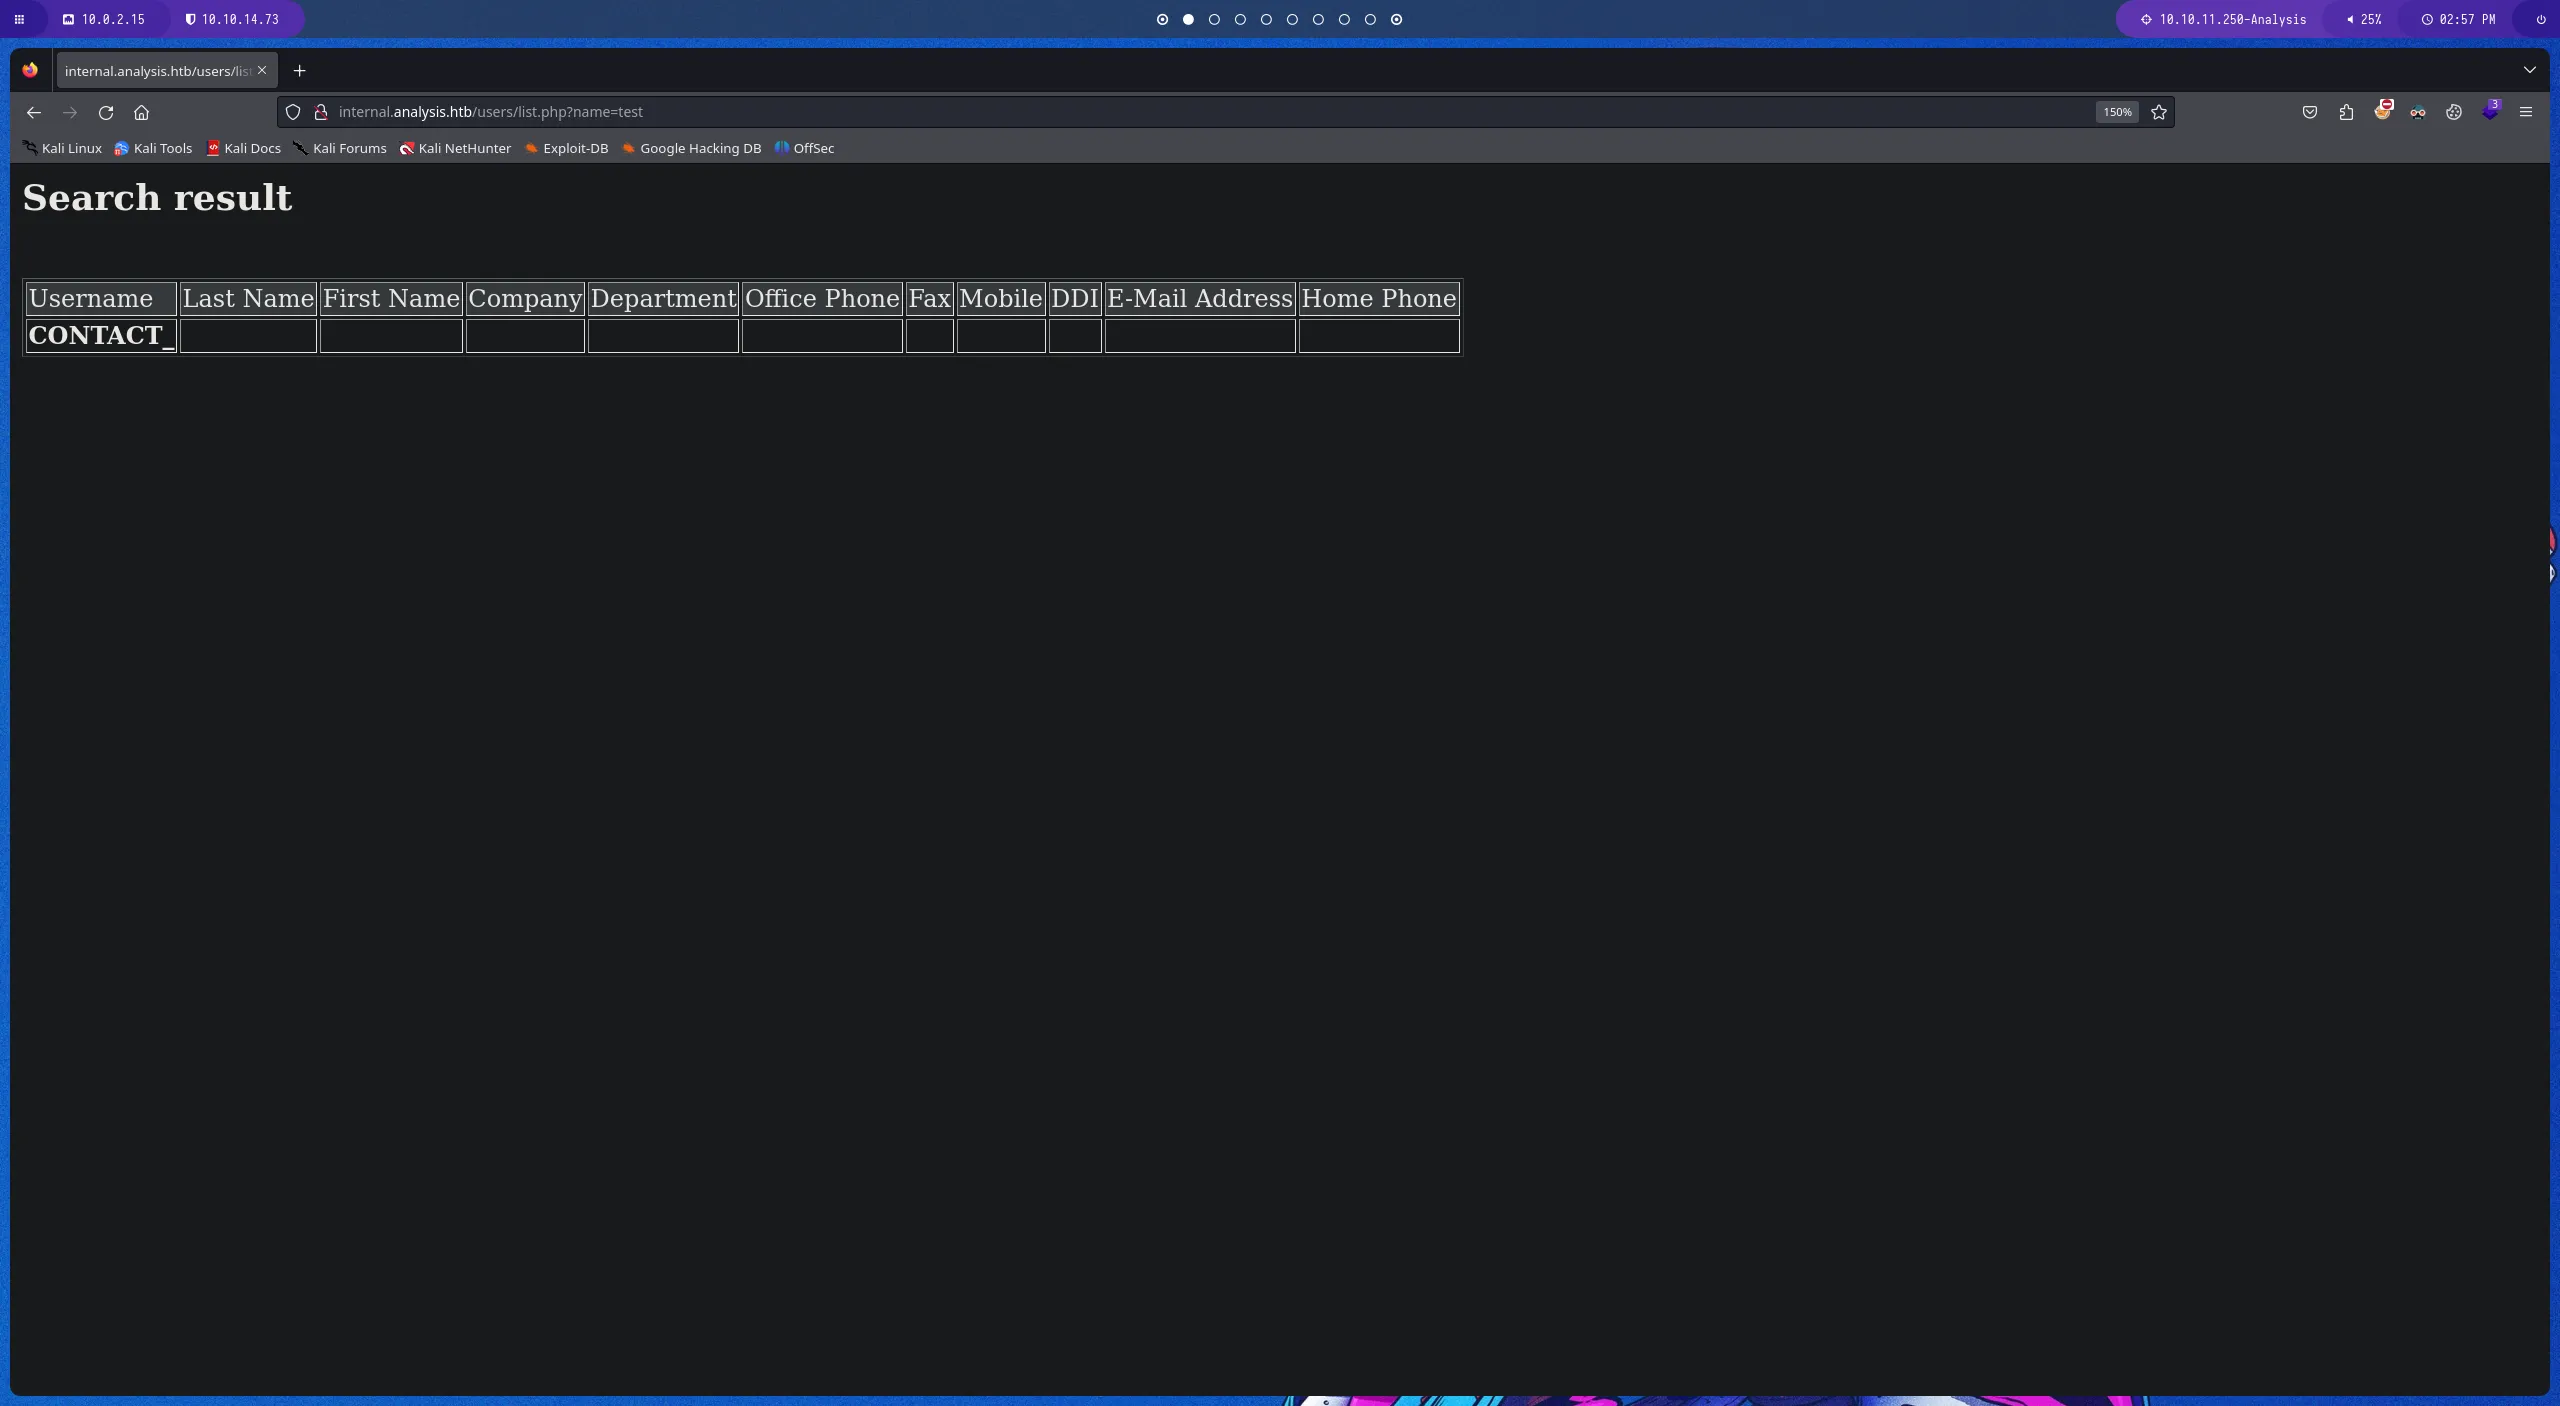 10.0.2.15 10.10.14.73 10.10.11.250-Analysis 25% 02:57 PM
internal.analysis.htb/users/list
internal.analysis.htb/users/list.php?name=test 150% 3
Kali Linux Kali Tools Kali Docs Kali Forums Kali NetHunter Exploit-DB Google Hacking DB OffSec
Search result
Username Last Name First Name Company Department Office Phone Fax Mobile DDI E-Mail Address Home Phone
CONTACT_